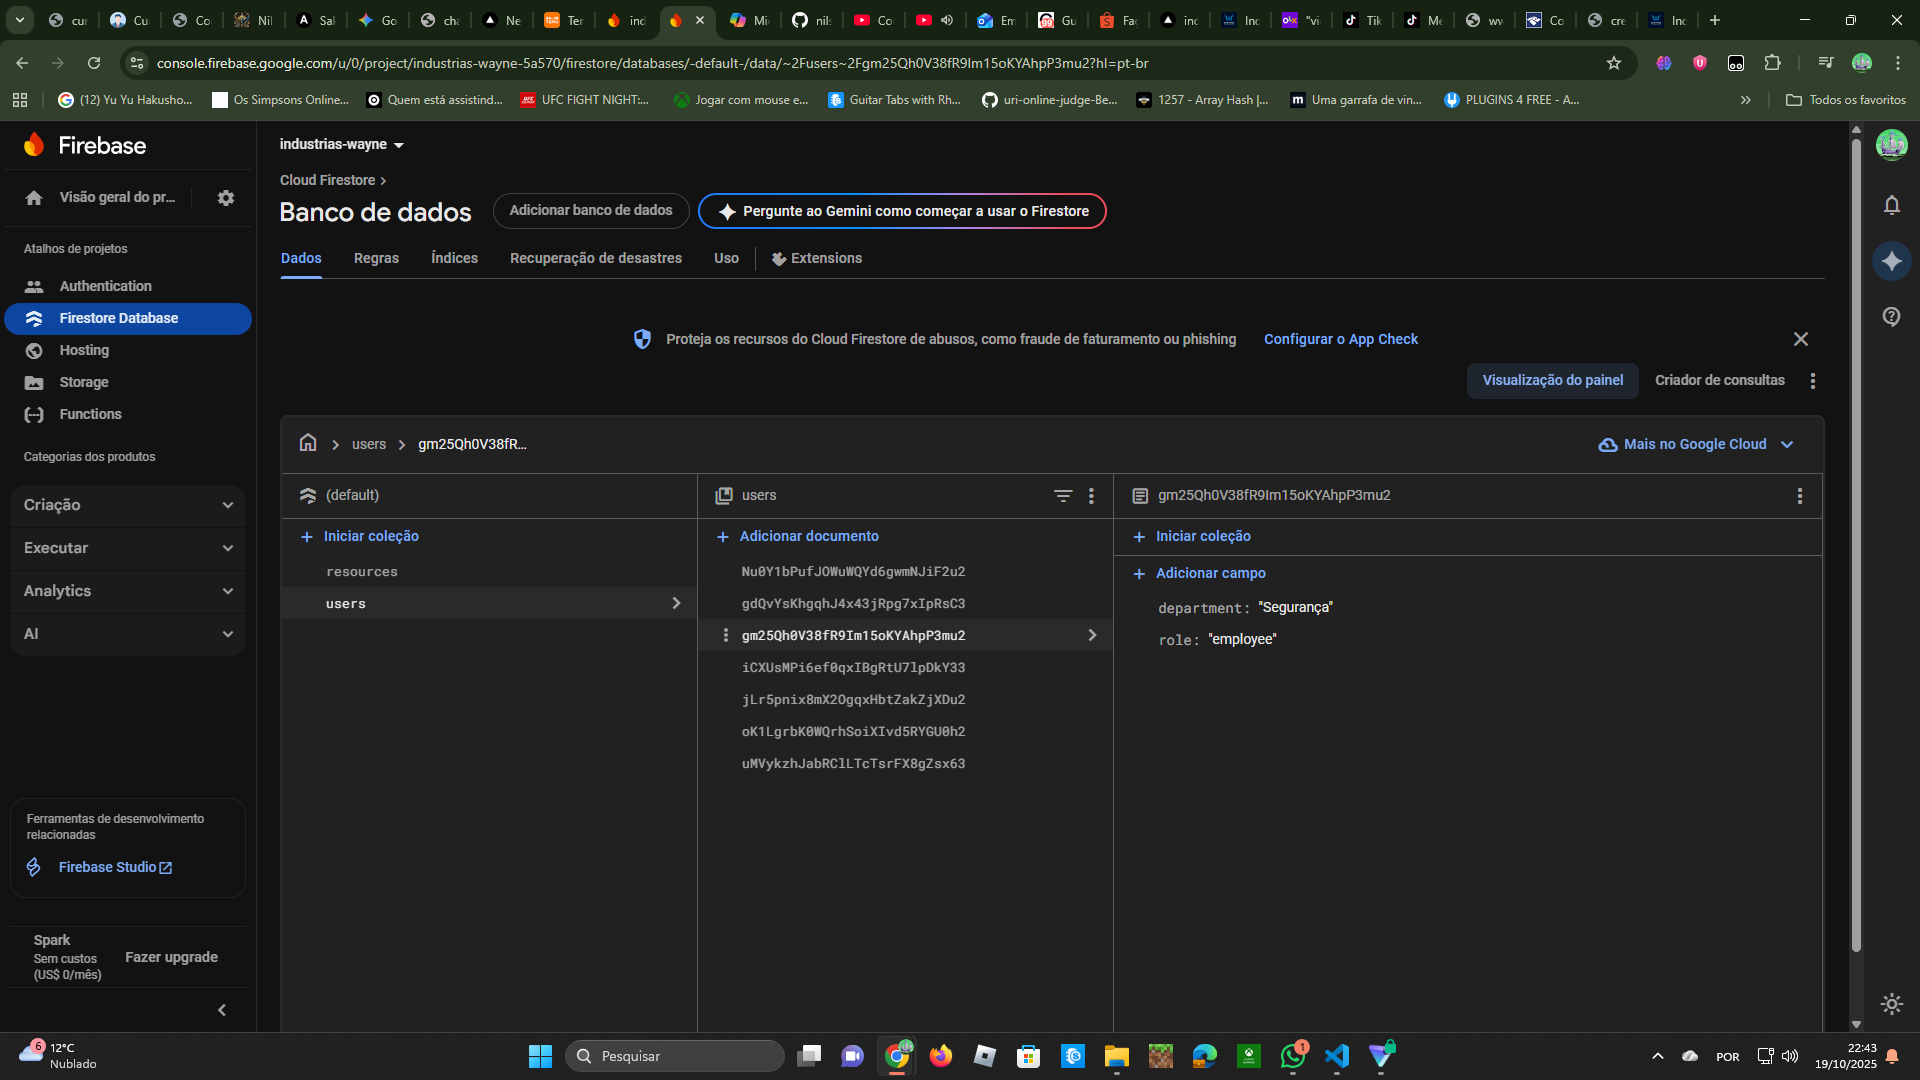 cur
Cu
Co
Nil
Sal
Go
cha
Ne
Ter
ind
Mi
nils
Co
Em
Gu
Fac
inc
Inc
"vi
Tik
Me
wv
Co
cre
Inc
console.firebase.google.com/u/0/project/industrias-wayne-5a570/firestore/databases/-default-/data/~2Fusers~2Fgm25Qh0V38fR9Im15oKYAhpP3mu2?hl=pt-br
(12) Yu Yu Hakusho...
Os Simpsons Online...
Quem está assistind...
UFC FIGHT NIGHT:...
Jogar com mouse e...
Guitar Tabs with Rh...
uri-online-judge-Be...
1257 - Array Hash |...
Uma garrafa de vin...
PLUGINS 4 FREE - A...
Todos os favoritos
Firebase
Visão geral do pr...
Atalhos de projetos
Authentication
Firestore Database
Hosting
Storage
Functions
Categorias dos produtos
Criação
Executar
Analytics
AI
Ferramentas de desenvolvimento
relacionadas
Firebase Studio
Spark
Sem custos
(US$ 0/mês)
Fazer upgrade
industrias-wayne
Cloud Firestore
Banco de dados
Adicionar banco de dados
Pergunte ao Gemini como começar a usar o Firestore
Dados
Regras
Índices
Recuperação de desastres
Uso
Extensions
Proteja os recursos do Cloud Firestore de abusos, como fraude de faturamento ou phishing
Configurar o App Check
Visualização do painel
Criador de consultas
users
gm25Qh0V38fR...
Mais no Google Cloud
(default)
Iniciar coleção
resources
users
users
Adicionar documento
Nu0Y1bPufJOWuWQYd6gwmNJiF2u2
gdQvYsKhgqhJ4x43jRpg7xIpRsC3
gm25Qh0V38fR9Im15oKYAhpP3mu2
iCXUsMPi6ef0qxIBgRtU7lpDkY33
jLr5pnix8mX2OgqxHbtZakZjXDu2
oK1LgrbK0WQrhSoiXIvd5RYGU0h2
uMVykzhJabRClLTcTsrFX8gZsx63
gm25Qh0V38fR9Im15oKYAhpP3mu2
Iniciar coleção
Adicionar campo
department: "Segurança"
role: "employee"
6
12°C
Nublado
Pesquisar
1
POR
22:43
19/10/2025